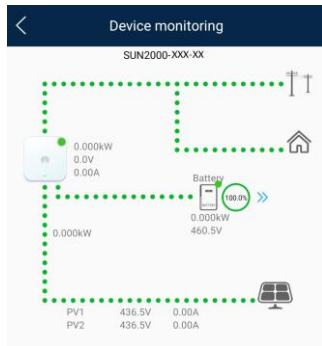 Device monitoring
SUN2000-XXX-XX
0.000kW
0.0V
0.00A
Battery
100.0%
0.000kW
460.5V
0.000kW
PV1 436.5V 0.00A
PV2 436.5V 0.00A